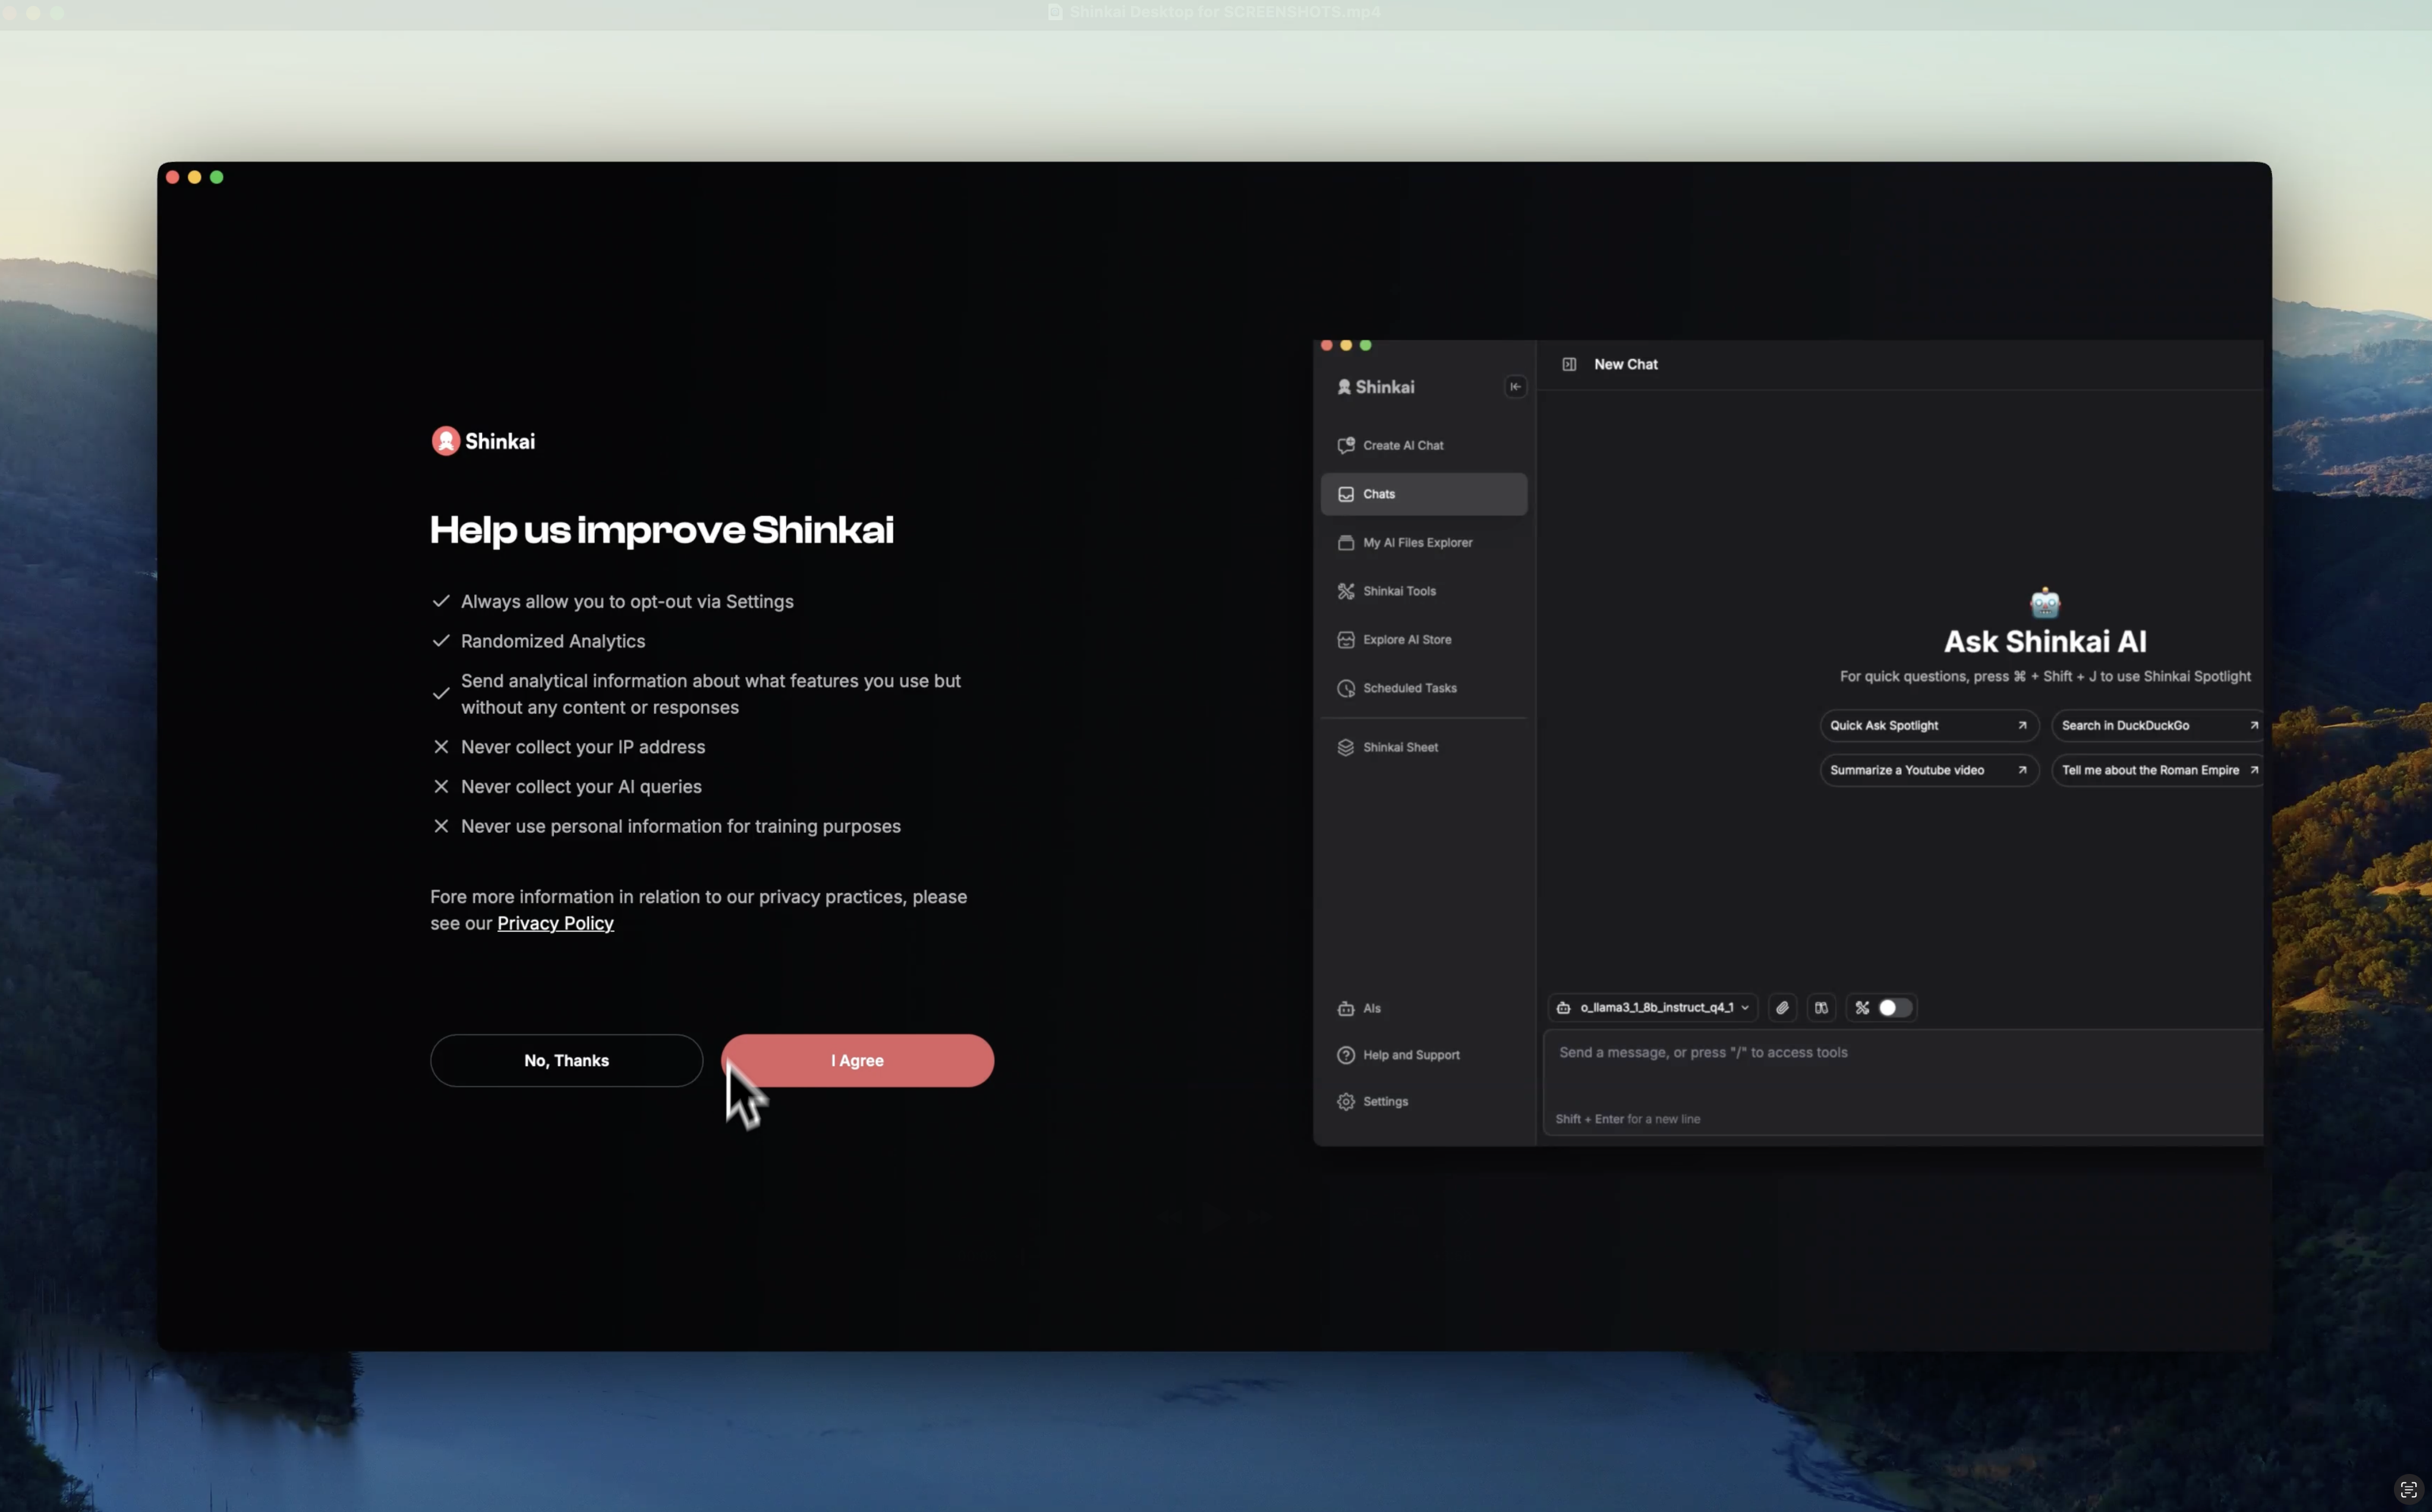 Shinkai Desktop for SCREENSHOTS.mp4
Shinkai
Help us improve Shinkai
Always allow you to opt-out via Settings
Randomized Analytics
Send analytical information about what features you use but
without any content or responses
Never collect your IP address
Never collect your AI queries
Never use personal information for training purposes
Fore more information in relation to our privacy practices, please
see our Privacy Policy
No, Thanks
I Agree
Shinkai
Create AI Chat
Chats
My AI Files Explorer
Shinkai Tools
Explore AI Store
Scheduled Tasks
Shinkai Sheet
AIs
Help and Support
Settings
New Chat
Ask Shinkai AI
For quick questions, press ⌘ + Shift + J to use Shinkai Spotlight
Quick Ask Spotlight
Search in DuckDuckGo
Summarize a Youtube video
Tell me about the Roman Empire
o_llama3_1_8b_instruct_q4_1
Send a message, or press "/" to access tools
Shift + Enter for a new line